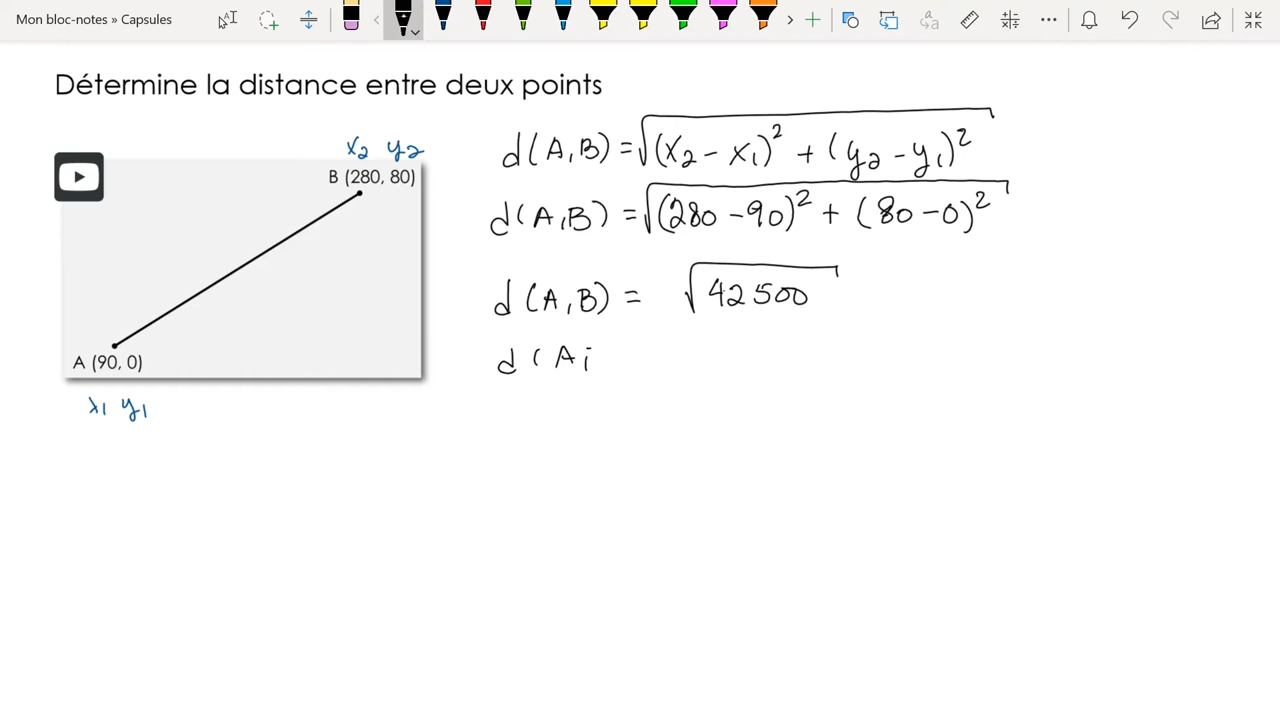 Mon bloc-notes » Capsules
Détermine la distance entre deux points
x₂ y₂
B (280, 80)
A (90, 0)
x₁ y₁
d(A,B) = √(x₂ - x₁)² + (y₂ - y₁)²
d(A,B) = √(280 - 90)² + (80 - 0)²
d(A,B) = √42 500
d(A;